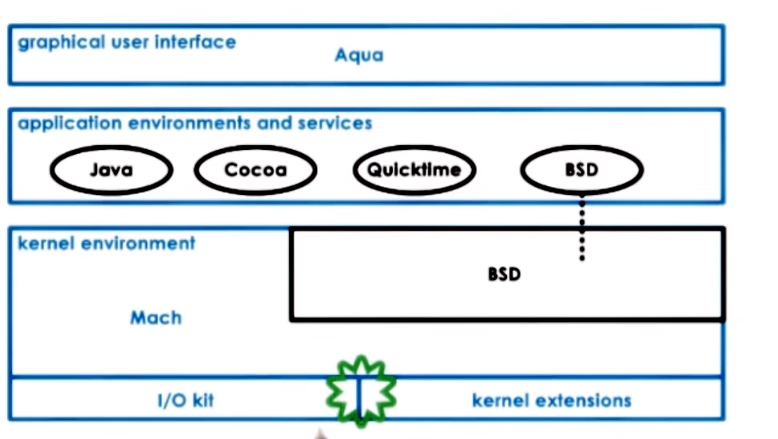 graphical user interface
Aqua
application environments and services
Java Cocoa Quicktime BSD
kernel environment
BSD
Mach
I/O kit kernel extensions